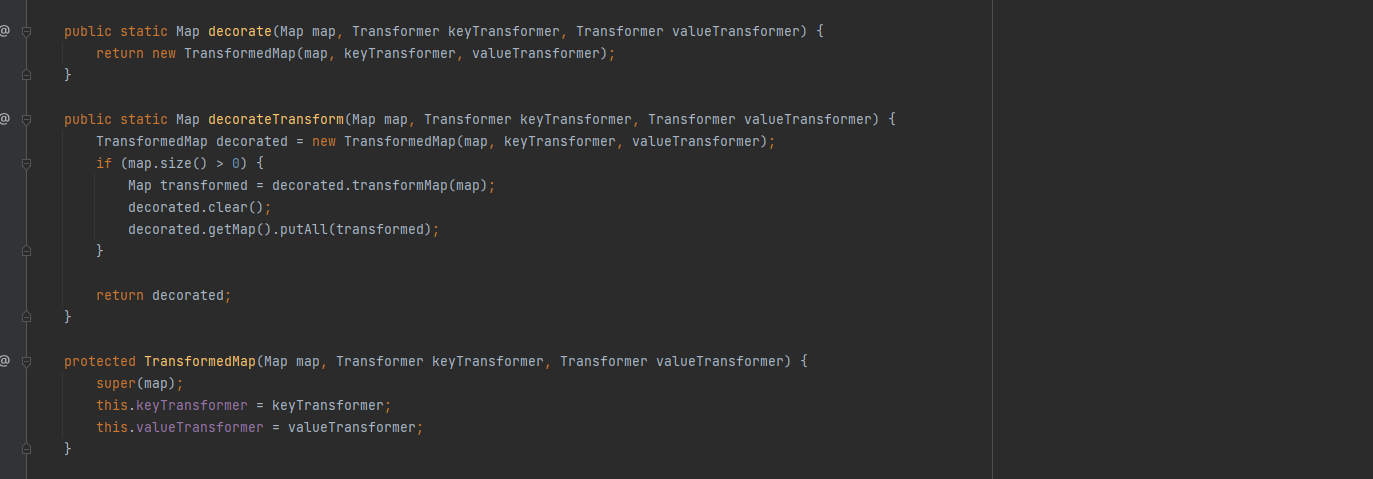 @ public static Map decorate(Map map, Transformer keyTransformer, Transformer valueTransformer) {
return new TransformedMap(map, keyTransformer, valueTransformer);
}
@ public static Map decorateTransform(Map map, Transformer keyTransformer, Transformer valueTransformer) {
TransformedMap decorated = new TransformedMap(map, keyTransformer, valueTransformer);
if (map.size() > 0) {
Map transformed = decorated.transformMap(map);
decorated.clear();
decorated.getMap().putAll(transformed);
}
return decorated;
}
@ protected TransformedMap(Map map, Transformer keyTransformer, Transformer valueTransformer) {
super(map);
this.keyTransformer = keyTransformer;
this.valueTransformer = valueTransformer;
}